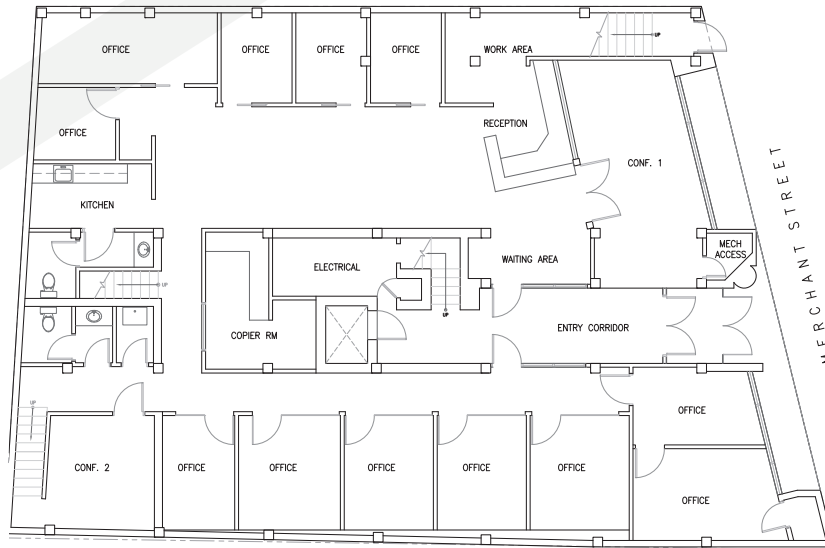 OFFICE
OFFICE
OFFICE
OFFICE
WORK AREA
UP
OFFICE
RECEPTION
CONF. 1
KITCHEN
MERCHANT STREET
MECH
ACCESS
ELECTRICAL
WAITING AREA
UP
UP
COPIER RM
ENTRY CORRIDOR
UP
OFFICE
CONF. 2
OFFICE
OFFICE
OFFICE
OFFICE
OFFICE
OFFICE